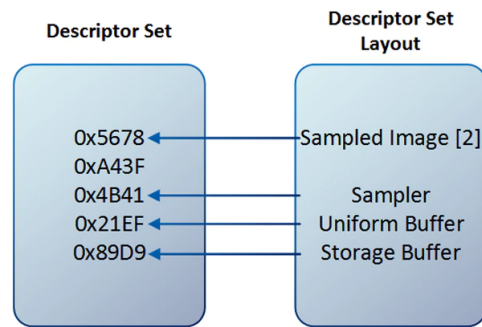 Descriptor Set
Descriptor Set
Layout
0x5678
0xA43F
0x4B41
0x21EF
0x89D9
Sampled Image [2]
Sampler
Uniform Buffer
Storage Buffer